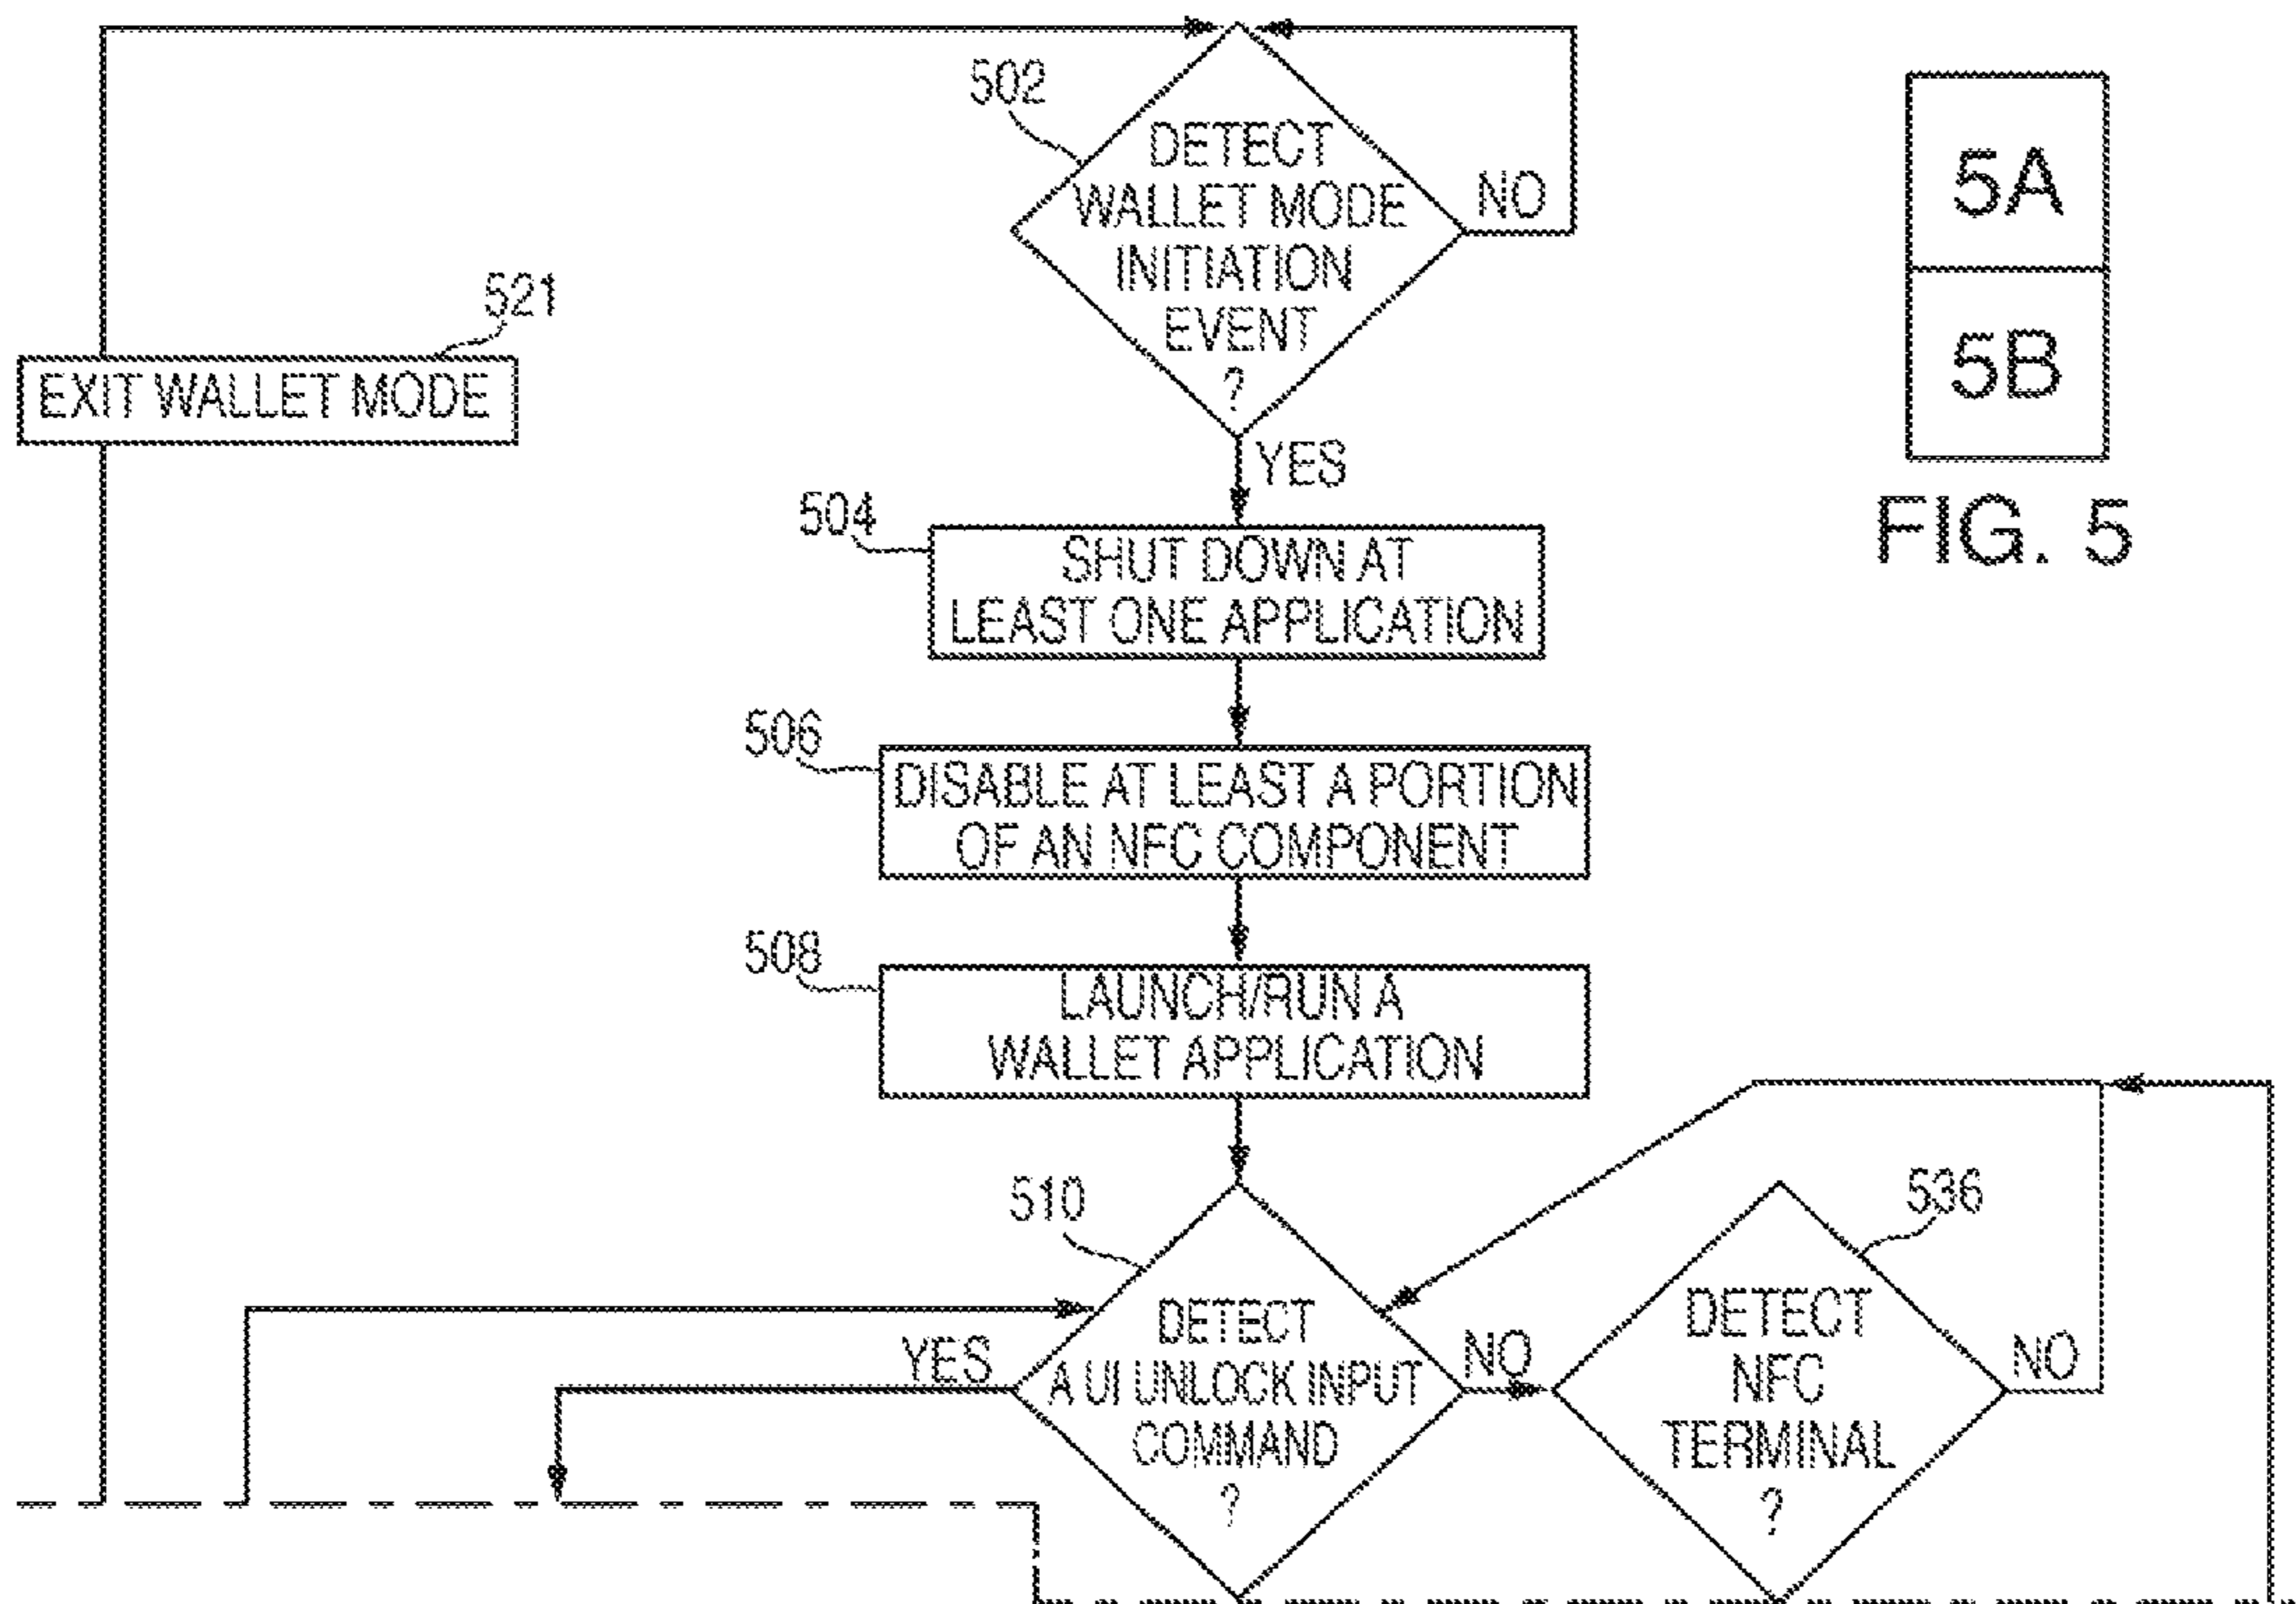 502
DETECT
WALLET MODE
INITIATION
EVENT
?
NO
5A
5B
FIG. 5
521
EXIT WALLET MODE
YES
504
SHUT DOWN AT
LEAST ONE APPLICATION
506
DISABLE AT LEAST A PORTION
OF AN NFC COMPONENT
508
LAUNCH/RUN A
WALLET APPLICATION
510
DETECT
A UI UNLOCK INPUT
COMMAND
?
YES
NO
536
DETECT
NFC
TERMINAL
?
NO